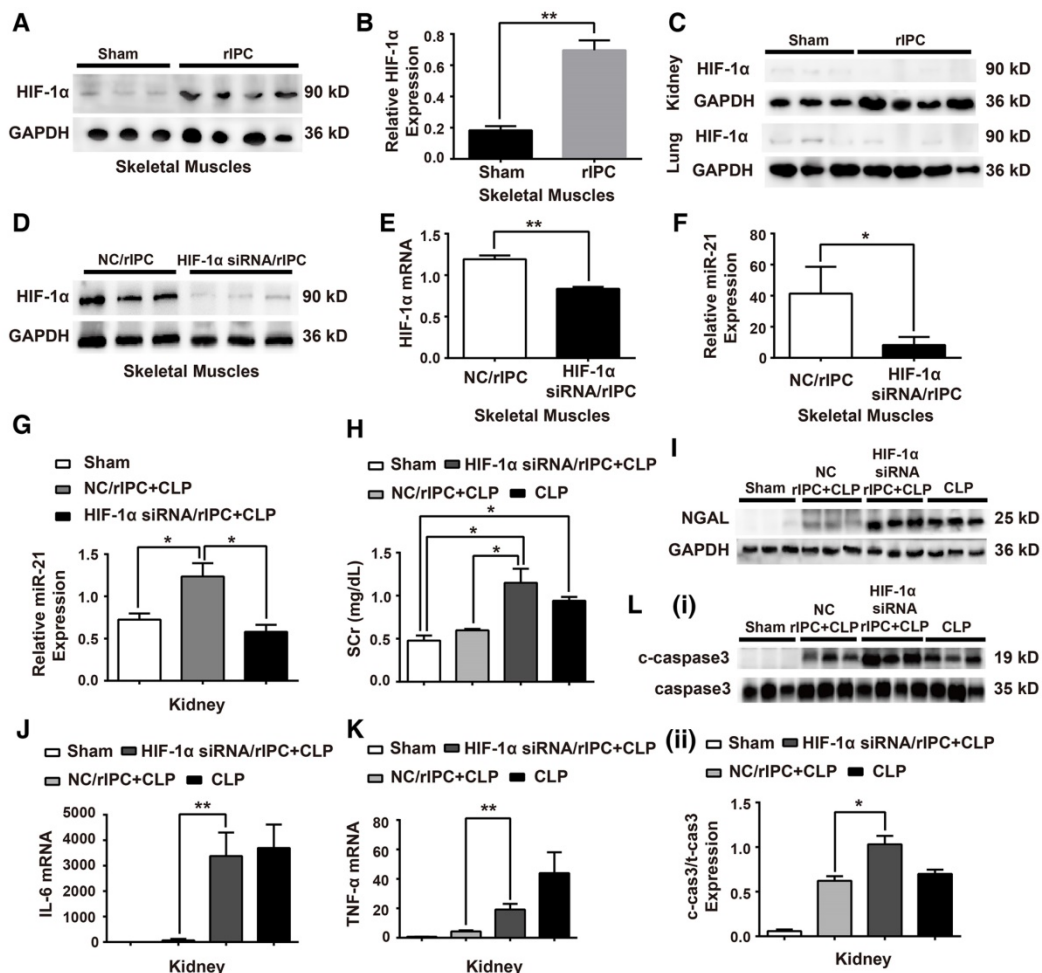 A
Sham
rIPC
HIF-1α
90 kD
GAPDH
36 kD
Skeletal Muscles
B
**
Relative HIF-1α
Expression
0.8
0.6
0.4
0.2
0.0
Sham
rIPC
Skeletal Muscles
C
Sham
rIPC
Kidney
HIF-1α
90 kD
GAPDH
36 kD
Lung
HIF-1α
90 kD
GAPDH
36 kD
D
NC/rIPC
HIF-1α siRNA/rIPC
HIF-1α
90 kD
GAPDH
36 kD
Skeletal Muscles
E
**
HIF-1α mRNA
1.5
1.0
0.5
0.0
NC/rIPC
HIF-1α
siRNA/rIPC
Skeletal Muscles
F
*
Relative miR-21
Expression
80
60
40
20
0
NC/rIPC
HIF-1α
siRNA/rIPC
Skeletal Muscles
G
Sham
NC/rIPC+CLP
HIF-1α siRNA/rIPC+CLP
*
*
Relative miR-21
Expression
1.5
1.0
0.5
0.0
Kidney
H
Sham
HIF-1α siRNA/rIPC+CLP
NC/rIPC+CLP
CLP
*
*
*
SCr (mg/dL)
2.0
1.5
1.0
0.5
0.0
I
Sham
NC
rIPC+CLP
HIF-1α
siRNA
rIPC+CLP
CLP
NGAL
25 kD
GAPDH
36 kD
L
(i)
Sham
NC
rIPC+CLP
HIF-1α
siRNA
rIPC+CLP
CLP
c-caspase3
19 kD
caspase3
35 kD
J
Sham
HIF-1α siRNA/rIPC+CLP
NC/rIPC+CLP
CLP
**
IL-6 mRNA
5000
4000
3000
2000
1000
0
Kidney
K
Sham
HIF-1α siRNA/rIPC+CLP
NC/rIPC+CLP
CLP
**
TNF-α mRNA
80
60
40
20
0
Kidney
(ii)
Sham
HIF-1α siRNA/rIPC+CLP
NC/rIPC+CLP
CLP
*
c-cas3/t-cas3
Expression
1.5
1.0
0.5
0.0
Kidney